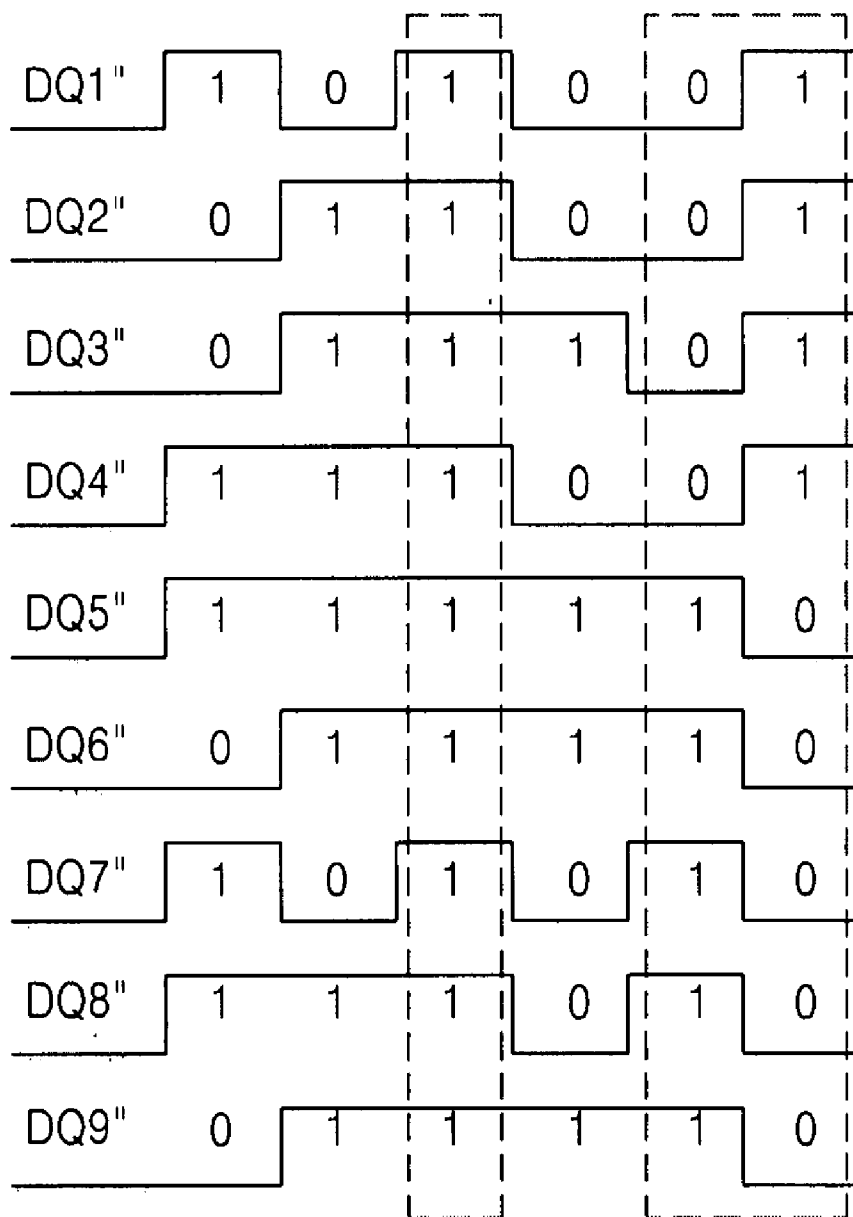 DQ1" 1 0 1 0 0 1
DQ2" 0 1 1 0 0 1
DQ3" 0 1 1 1 0 1
DQ4" 1 1 1 0 0 1
DQ5" 1 1 1 1 1 0
DQ6" 0 1 1 1 1 0
DQ7" 1 0 1 0 1 0
DQ8" 1 1 1 0 1 0
DQ9" 0 1 1 1 1 0